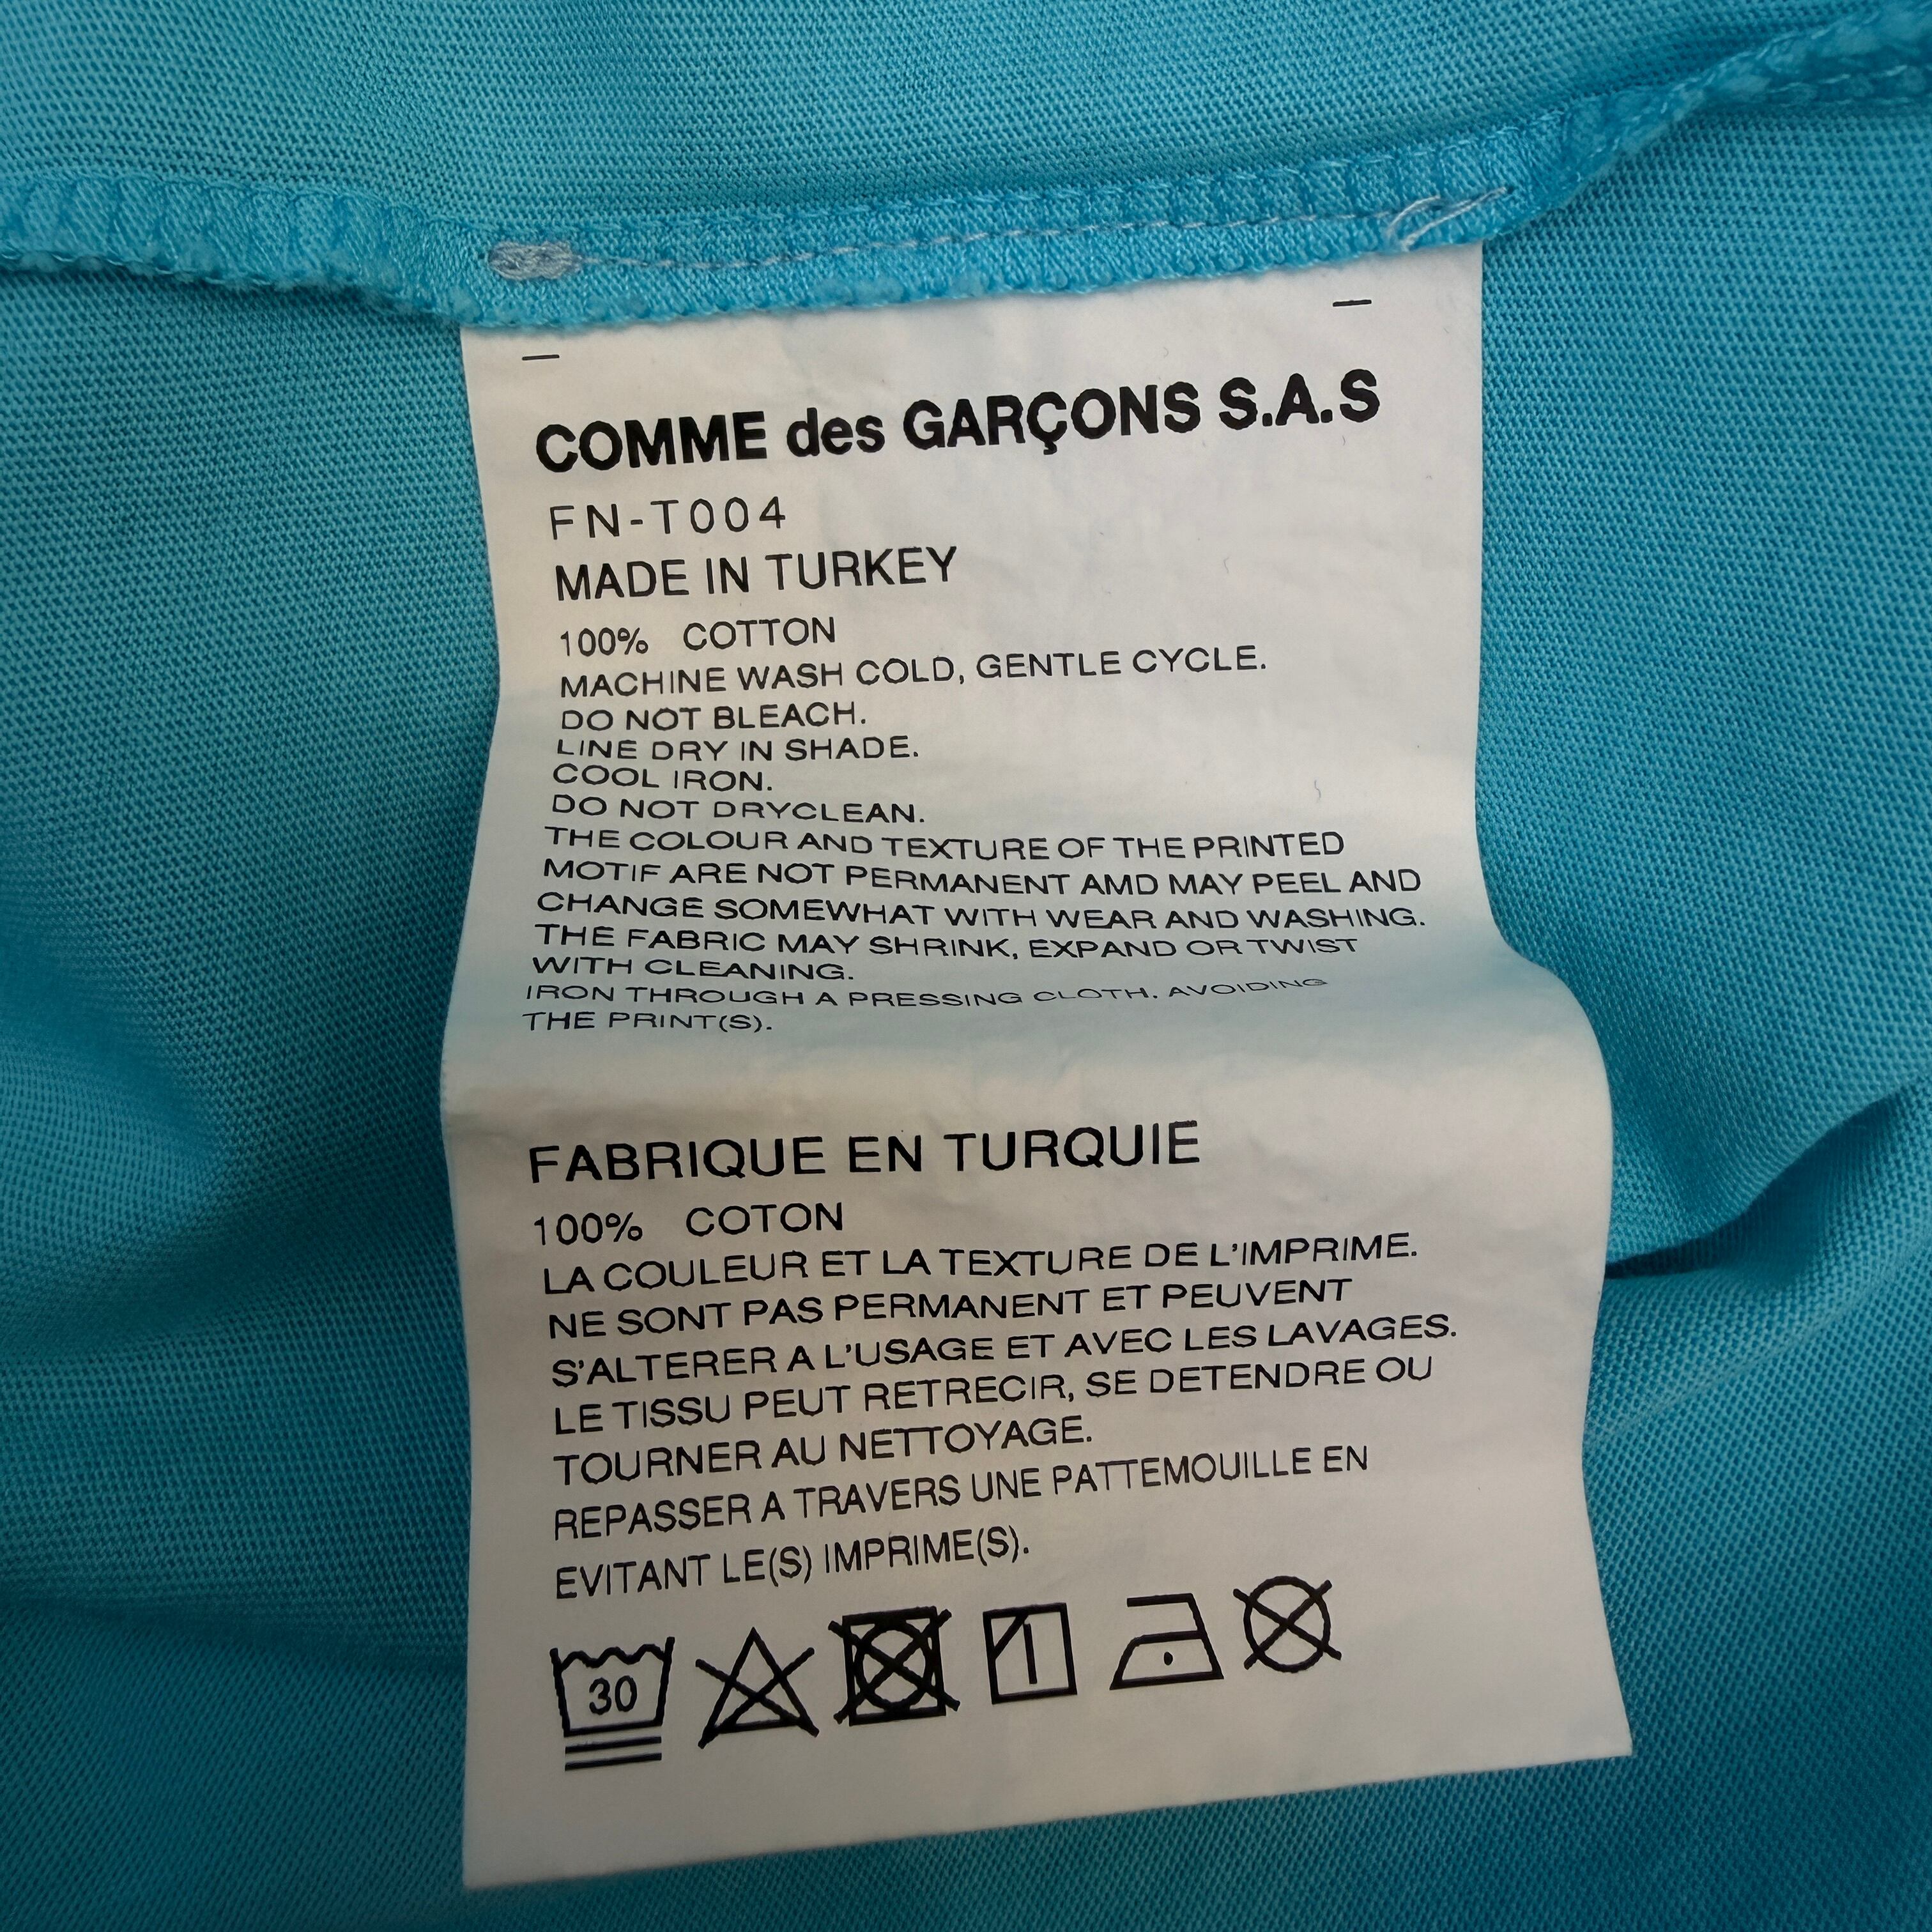 COMME des GARÇONS S.A.S
FN-T004
MADE IN TURKEY
100% COTTON
MACHINE WASH COLD, GENTLE CYCLE.
DO NOT BLEACH.
LINE DRY IN SHADE.
COOL IRON.
DO NOT DRYCLEAN.
THE COLOUR AND TEXTURE OF THE PRINTED
MOTIF ARE NOT PERMANENT AMD MAY PEEL AND
CHANGE SOMEWHAT WITH WEAR AND WASHING.
THE FABRIC MAY SHRINK, EXPAND OR TWIST
WITH CLEANING.
IRON THROUGH A PRESSING CLOTH. AVOIDING
THE PRINT(S).
FABRIQUE EN TURQUIE
100% COTON
LA COULEUR ET LA TEXTURE DE L'IMPRIME.
NE SONT PAS PERMANENT ET PEUVENT
S'ALTERER A L'USAGE ET AVEC LES LAVAGES.
LE TISSU PEUT RETRECIR, SE DETENDRE OU
TOURNER AU NETTOYAGE.
REPASSER A TRAVERS UNE PATTEMOUILLE EN
EVITANT LE(S) IMPRIME(S).
30